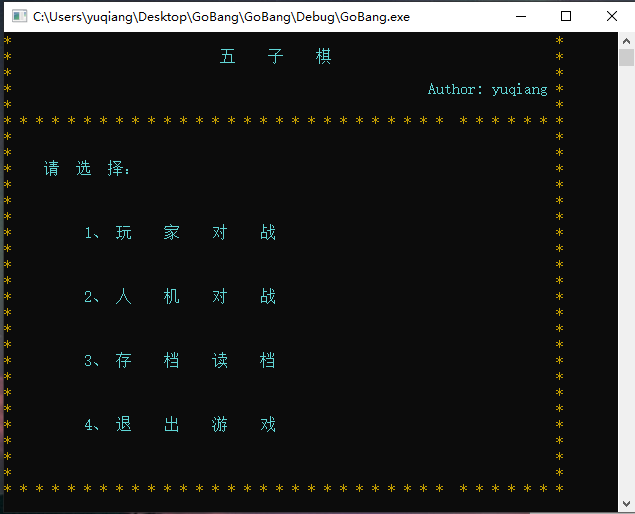 C:\Users\yuqiang\Desktop\GoBang\GoBang\Debug\GoBang.exe
五 子 棋
Author: yuqiang
请 选 择:
1、 玩 家 对 战
2、 人 机 对 战
3、 存 档 读 档
4、 退 出 游 戏